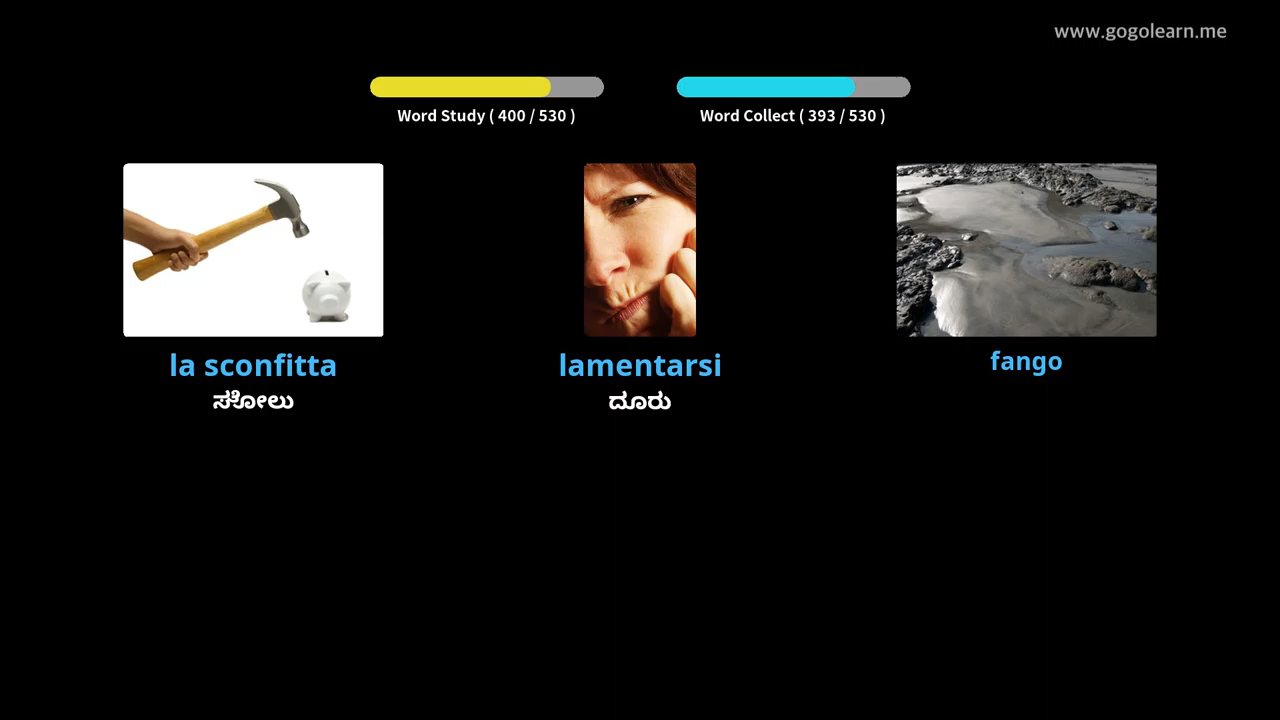 www.gogolearn.me
Word Study ( 400 / 530 )
Word Collect ( 393 / 530 )
la sconfitta
ಸೋಲು
lamentarsi
ದೂರು
fango